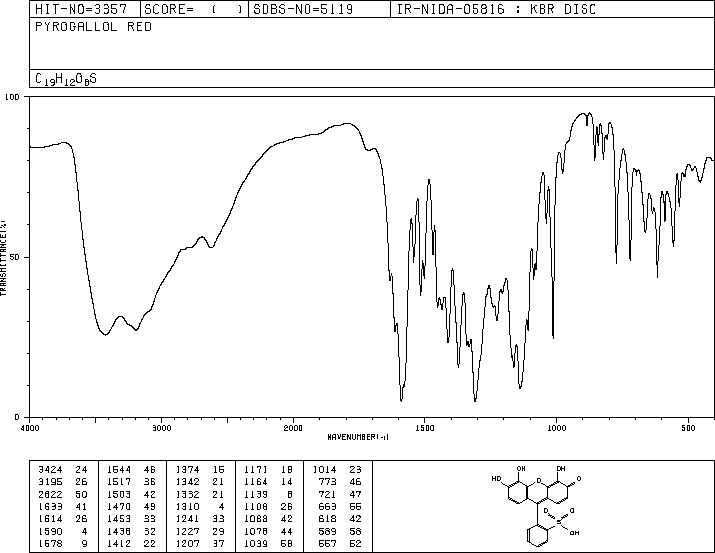 HIT-NO=3357 SCORE= ( ) SDBS-NO=5119 IR-NIDA-05816 : KBR DISC
PYROGALLOL RED
C19H12O8S
100
50
0
TRANSMITTANCE(%)
4000 3000 2000 1500 1000 500
WAVENUMBER(-1)
3424 24 1544 46 1374 15 1171 18 1014 23
3195 26 1517 36 1342 21 1164 14 773 46
2822 50 1503 42 1332 21 1139 8 721 47
1633 41 1470 49 1310 4 1108 26 663 55
1614 26 1453 33 1241 33 1088 42 618 42
1590 4 1438 32 1227 29 1078 44 589 58
1578 9 1412 22 1207 37 1039 58 557 52
OH OH
HO O O
O O
S
OH